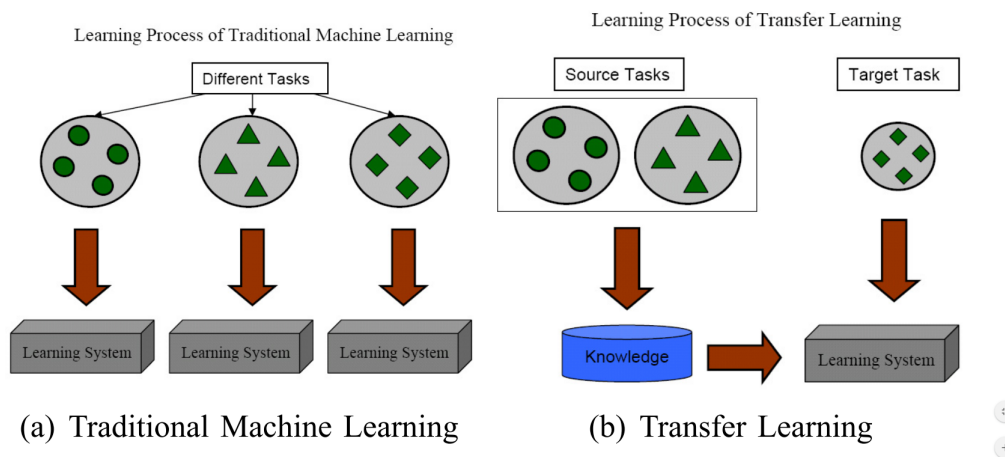 Learning Process of Traditional Machine Learning
Different Tasks
Learning System
Learning System
Learning System
(a) Traditional Machine Learning
Learning Process of Transfer Learning
Source Tasks
Target Task
Knowledge
Learning System
(b) Transfer Learning